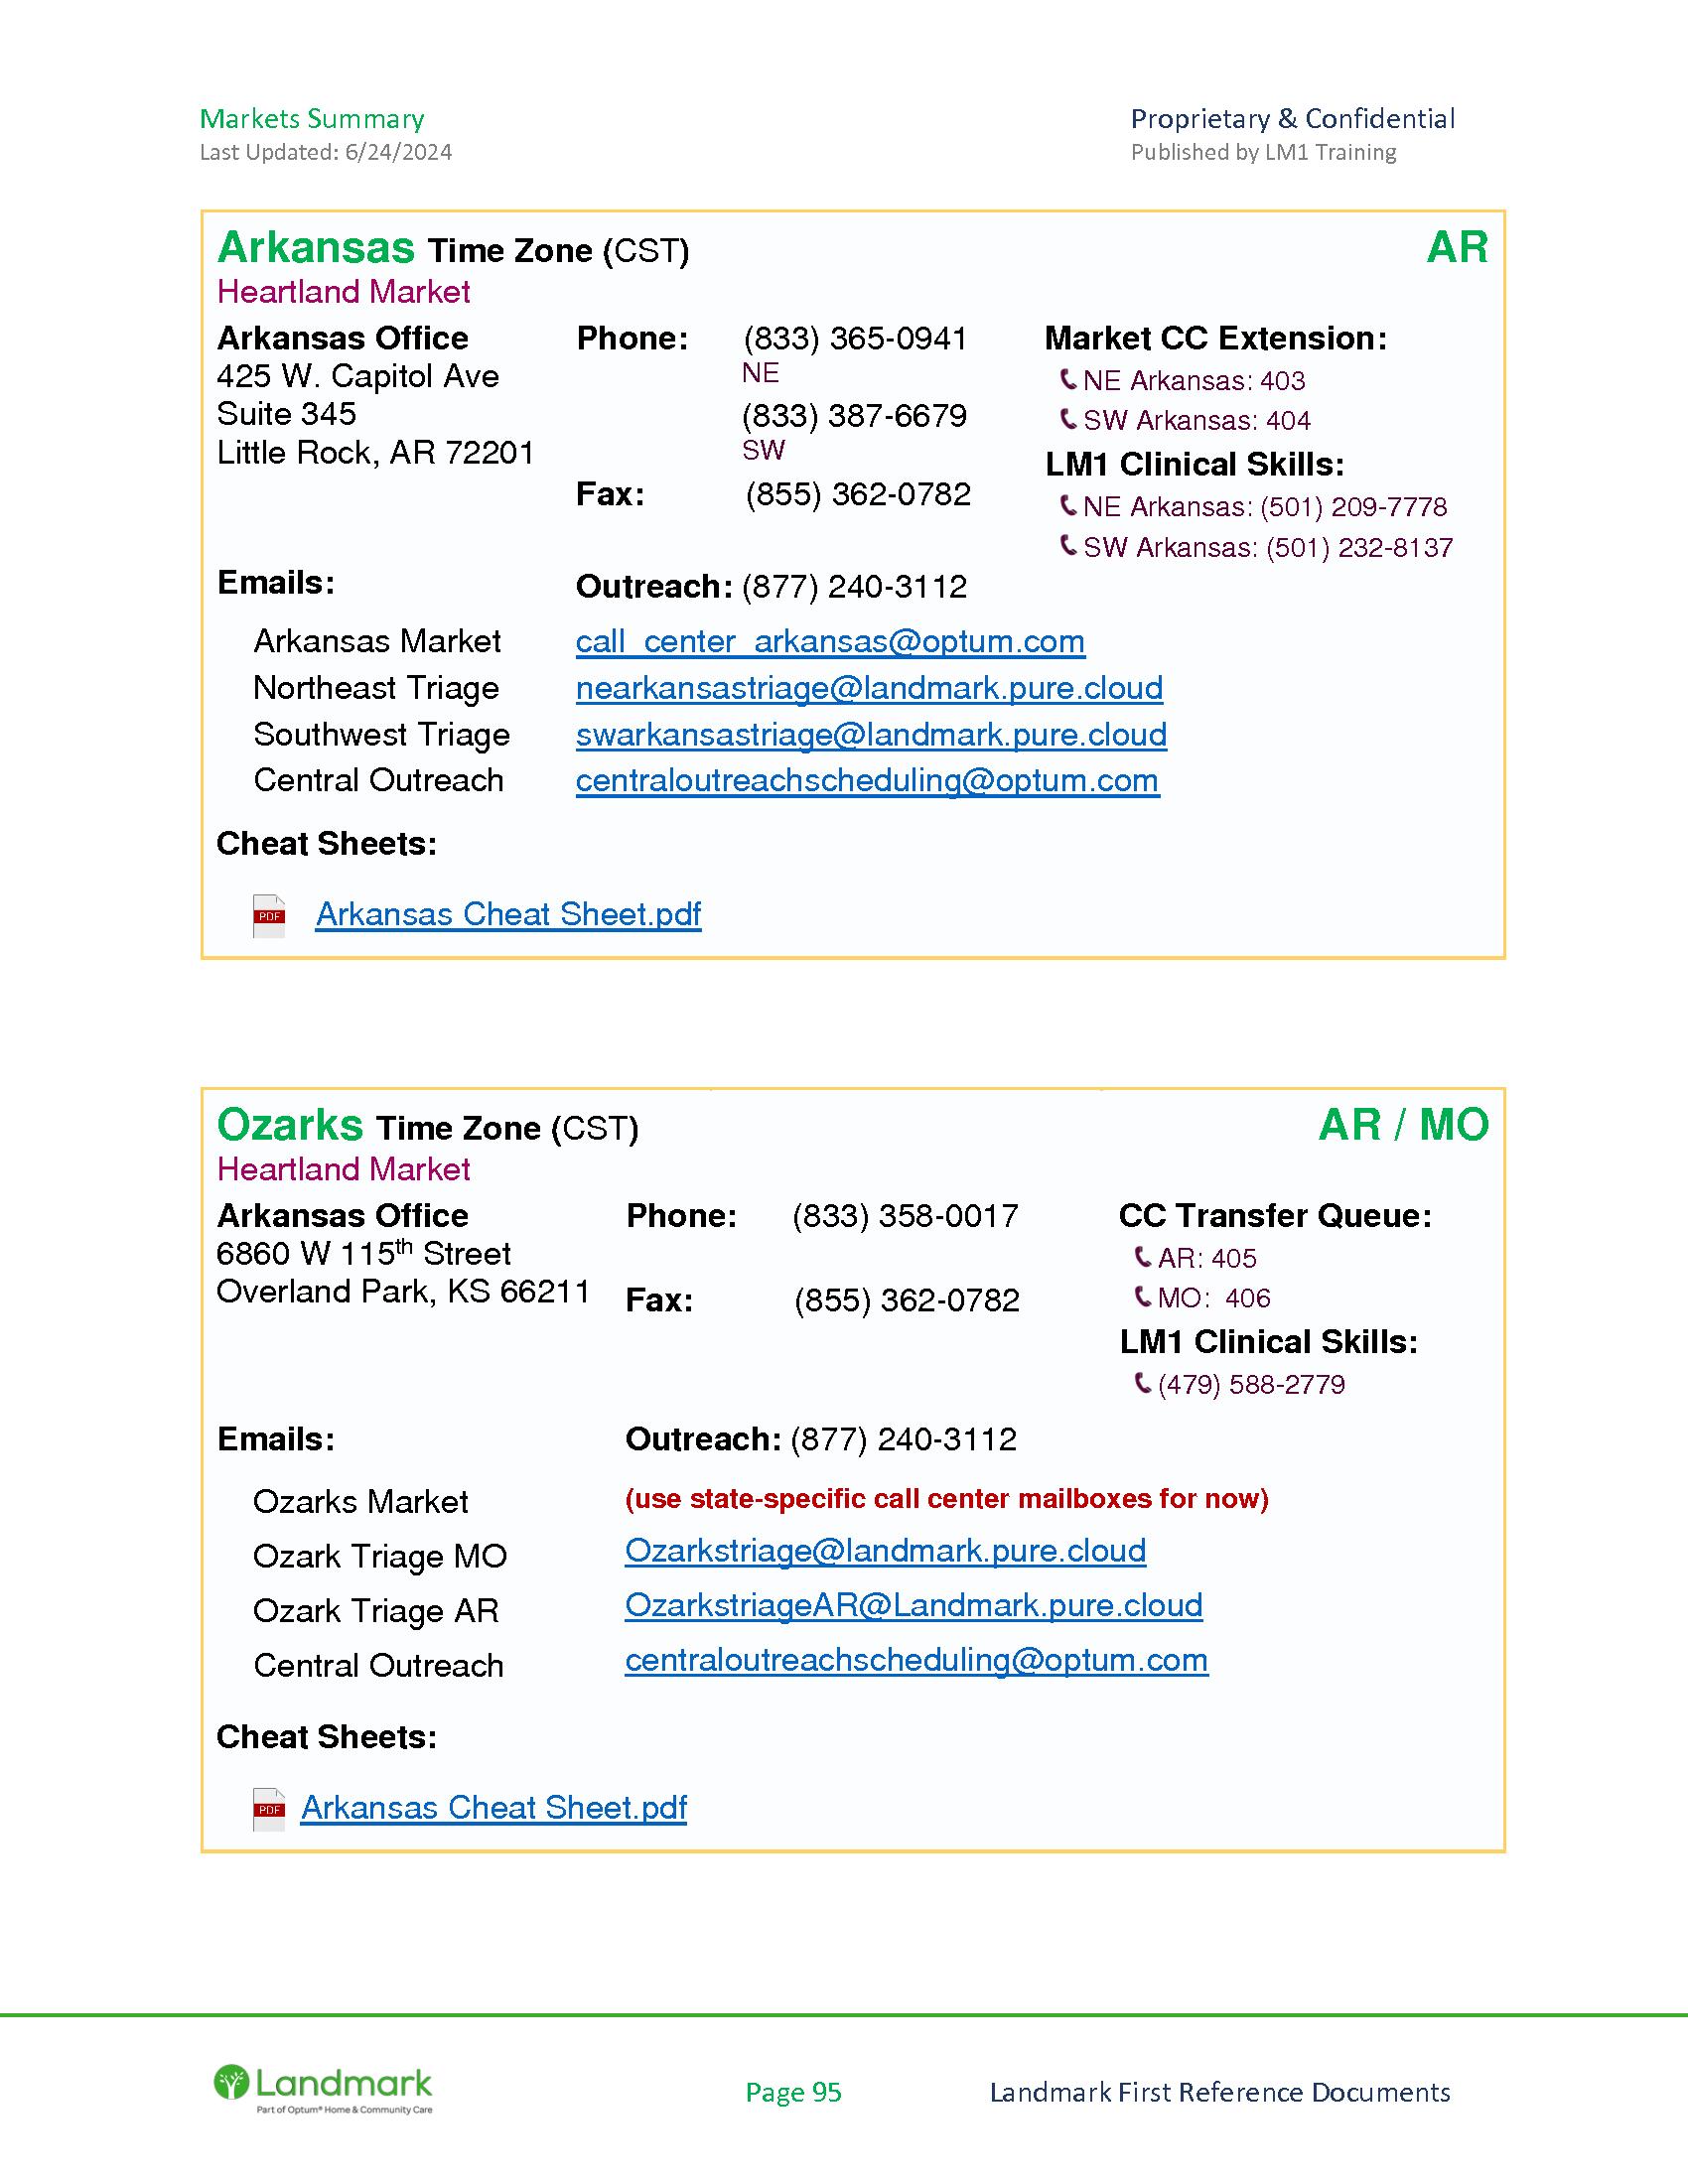 Markets Summary
Last Updated: 6/24/2024
Proprietary & Confidential
Published by LM1 Training
Arkansas Time Zone (CST)
AR
Heartland Market
Arkansas Office
425 W. Capitol Ave
Suite 345
Little Rock, AR 72201
Phone: (833) 365-0941
NE
(833) 387-6679
SW
Fax: (855) 362-0782
Market CC Extension:
NE Arkansas: 403
SW Arkansas: 404
LM1 Clinical Skills:
NE Arkansas: (501) 209-7778
SW Arkansas: (501) 232-8137
Emails:
Outreach: (877) 240-3112
Arkansas Market call_center_arkansas@optum.com
Northeast Triage nearkansastriage@landmark.pure.cloud
Southwest Triage swarkansastriage@landmark.pure.cloud
Central Outreach centraloutreachscheduling@optum.com
Cheat Sheets:
PDF Arkansas Cheat Sheet.pdf
Ozarks Time Zone (CST)
AR / MO
Heartland Market
Arkansas Office
6860 W 115th Street
Overland Park, KS 66211
Phone: (833) 358-0017
Fax: (855) 362-0782
CC Transfer Queue:
AR: 405
MO: 406
LM1 Clinical Skills:
(479) 588-2779
Emails:
Outreach: (877) 240-3112
Ozarks Market (use state-specific call center mailboxes for now)
Ozark Triage MO Ozarkstriage@landmark.pure.cloud
Ozark Triage AR OzarkstriageAR@Landmark.pure.cloud
Central Outreach centraloutreachscheduling@optum.com
Cheat Sheets:
PDF Arkansas Cheat Sheet.pdf
Landmark
Part of Optum® Home & Community Care
Page 95
Landmark First Reference Documents